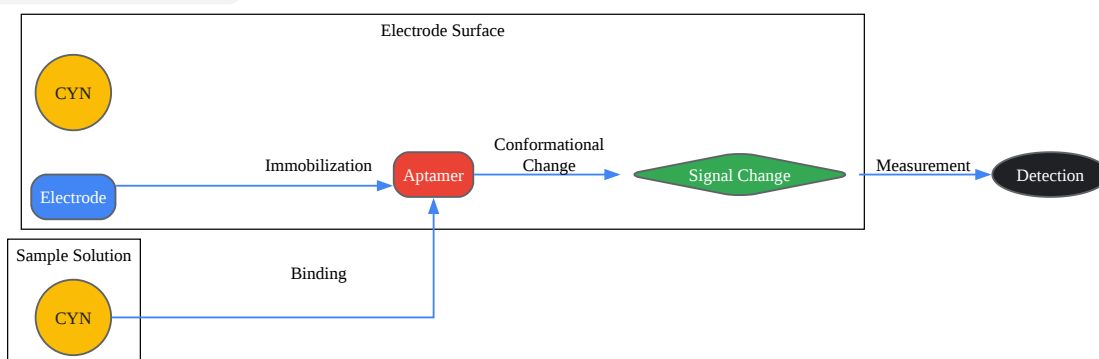 Electrode Surface
CYN
Conformational
Change
Immobilization
Aptamer
Signal Change
Measurement
Detection
Electrode
Sample Solution
Binding
CYN